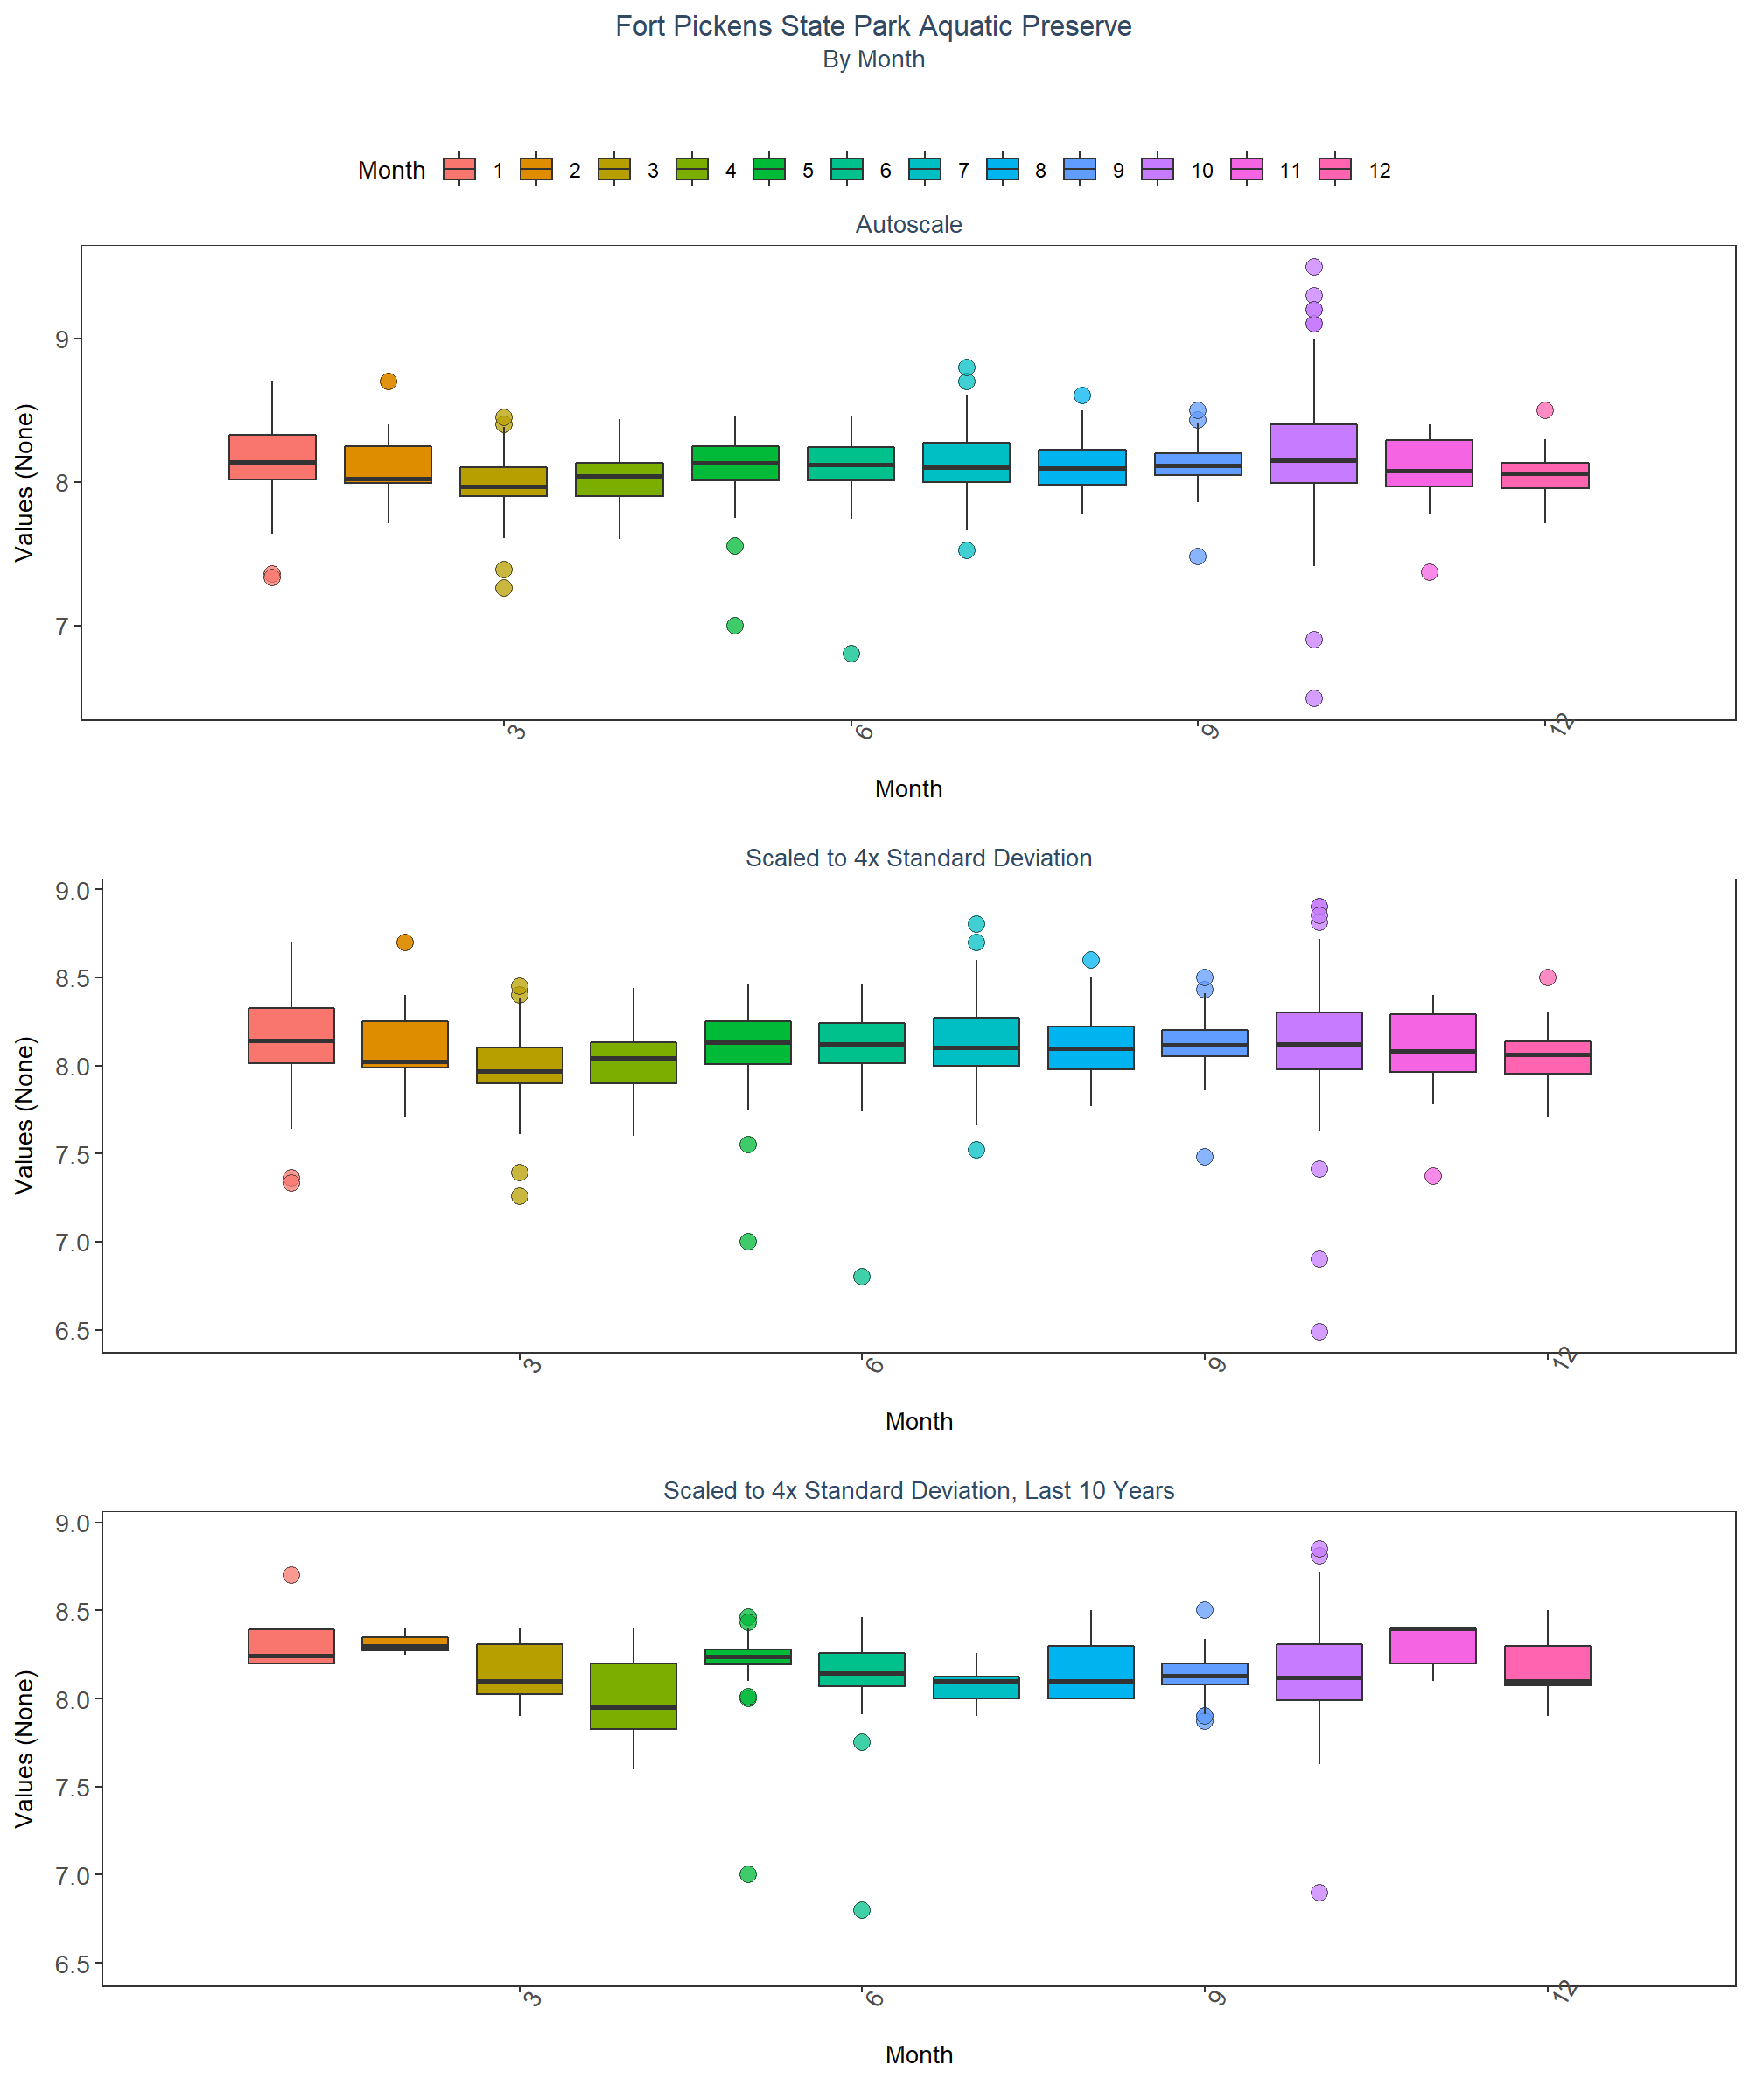 Fort Pickens State Park Aquatic Preserve
By Month
Month 1 2 3 4 5 6 7 8 9 10 11 12
Autoscale
Values (None)
9
8
7
3 6 9 12
Month
Scaled to 4x Standard Deviation
Values (None)
9.0
8.5
8.0
7.5
7.0
6.5
3 6 9 12
Month
Scaled to 4x Standard Deviation, Last 10 Years
Values (None)
9.0
8.5
8.0
7.5
7.0
6.5
3 6 9 12
Month